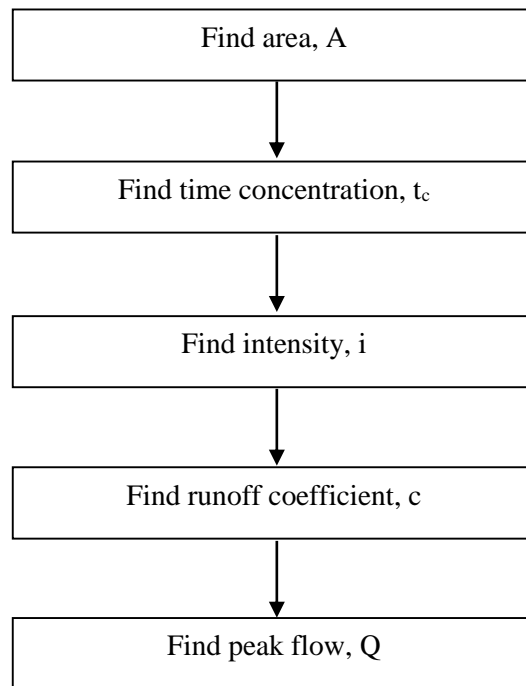 Find area, A
Find time concentration, tc
Find intensity, i
Find runoff coefficient, c
Find peak flow, Q